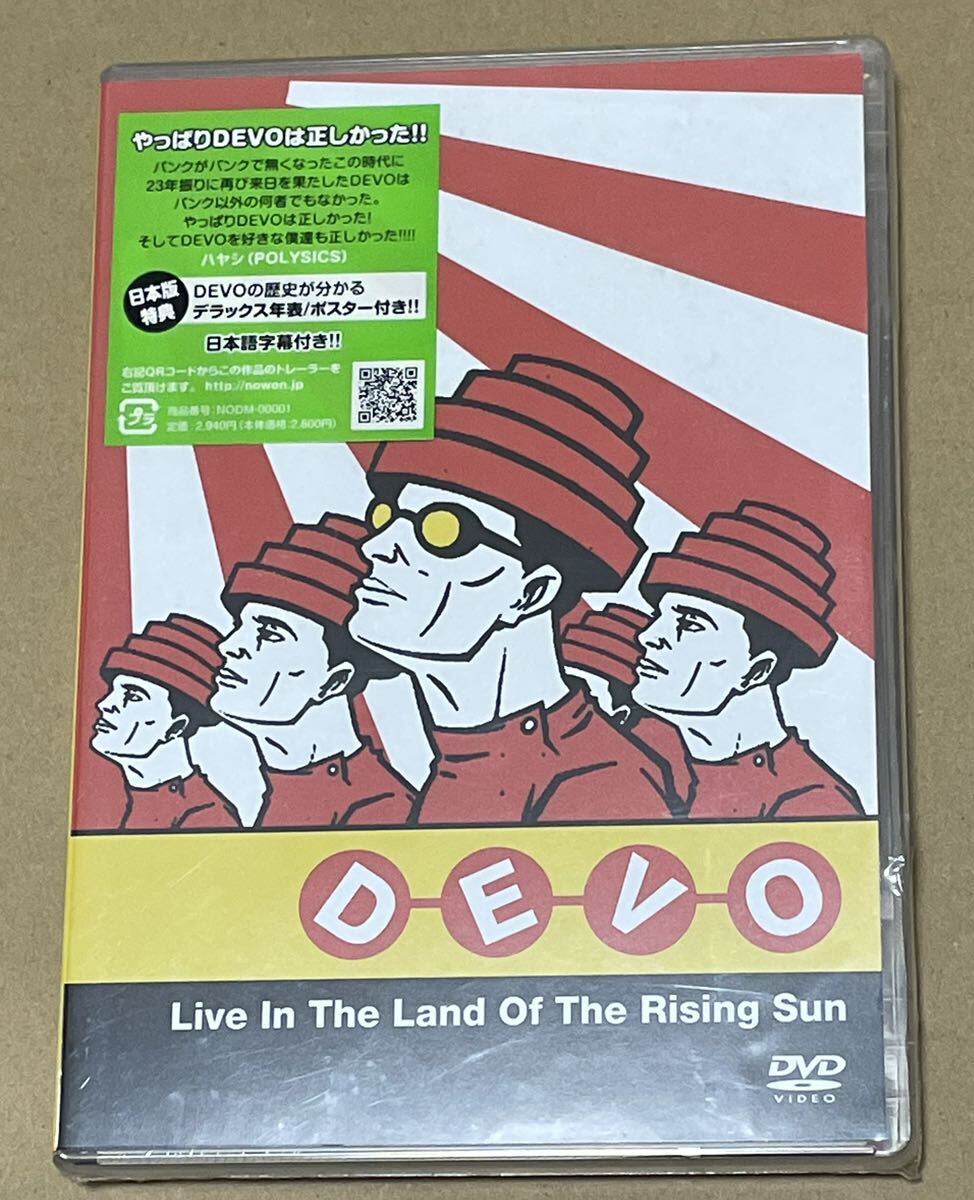 やっぱりDEVOは正しかった!!
パンクがパンクで無くなったこの時代に
23年振りに再び来日を果たしたDEVOは
パンク以外の何者でもなかった。
やっぱりDEVOは正しかった!
そしてDEVOを好きな僕達も正しかった!!!!
ハヤシ(POLYSICS)
日本版
特典
DEVOの歴史が分かる
デラックス年表/ポスター付き!!
日本語字幕付き!!
右記QRコードからこの作品のトレーラーを
ご覧頂けます。 http://nowon.jp
プラ
商品番号:NODM-00001
定価:2,940円(本体価格:2,800円)
DEVO
Live In The Land Of The Rising Sun
DVD
VIDEO